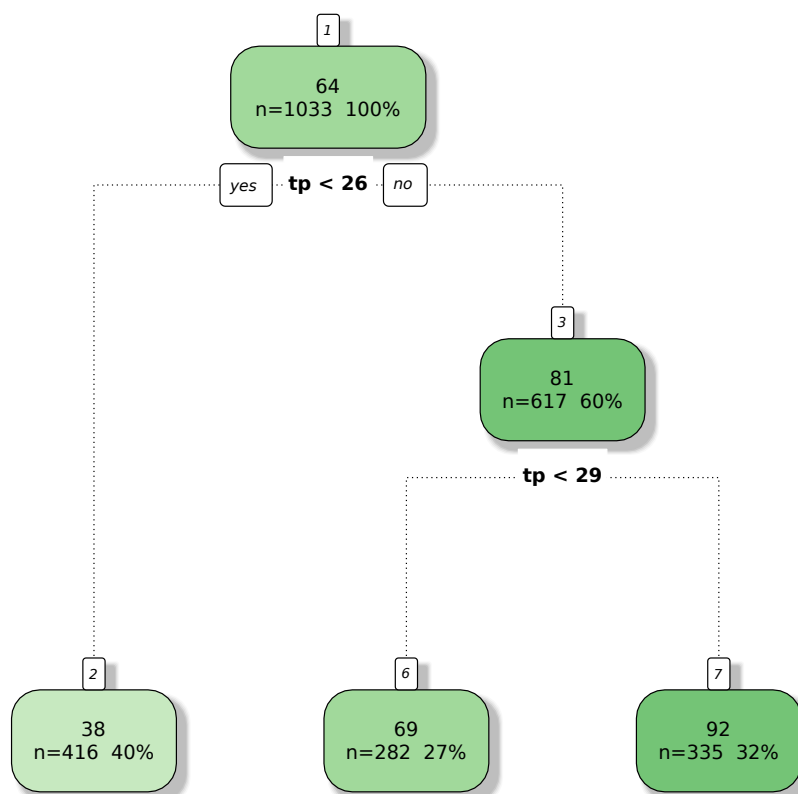 1
64
n=1033  100%
yes tp < 26 no
3
81
n=617  60%
tp < 29
2 6 7
38 69 92
n=416  40% n=282  27% n=335  32%